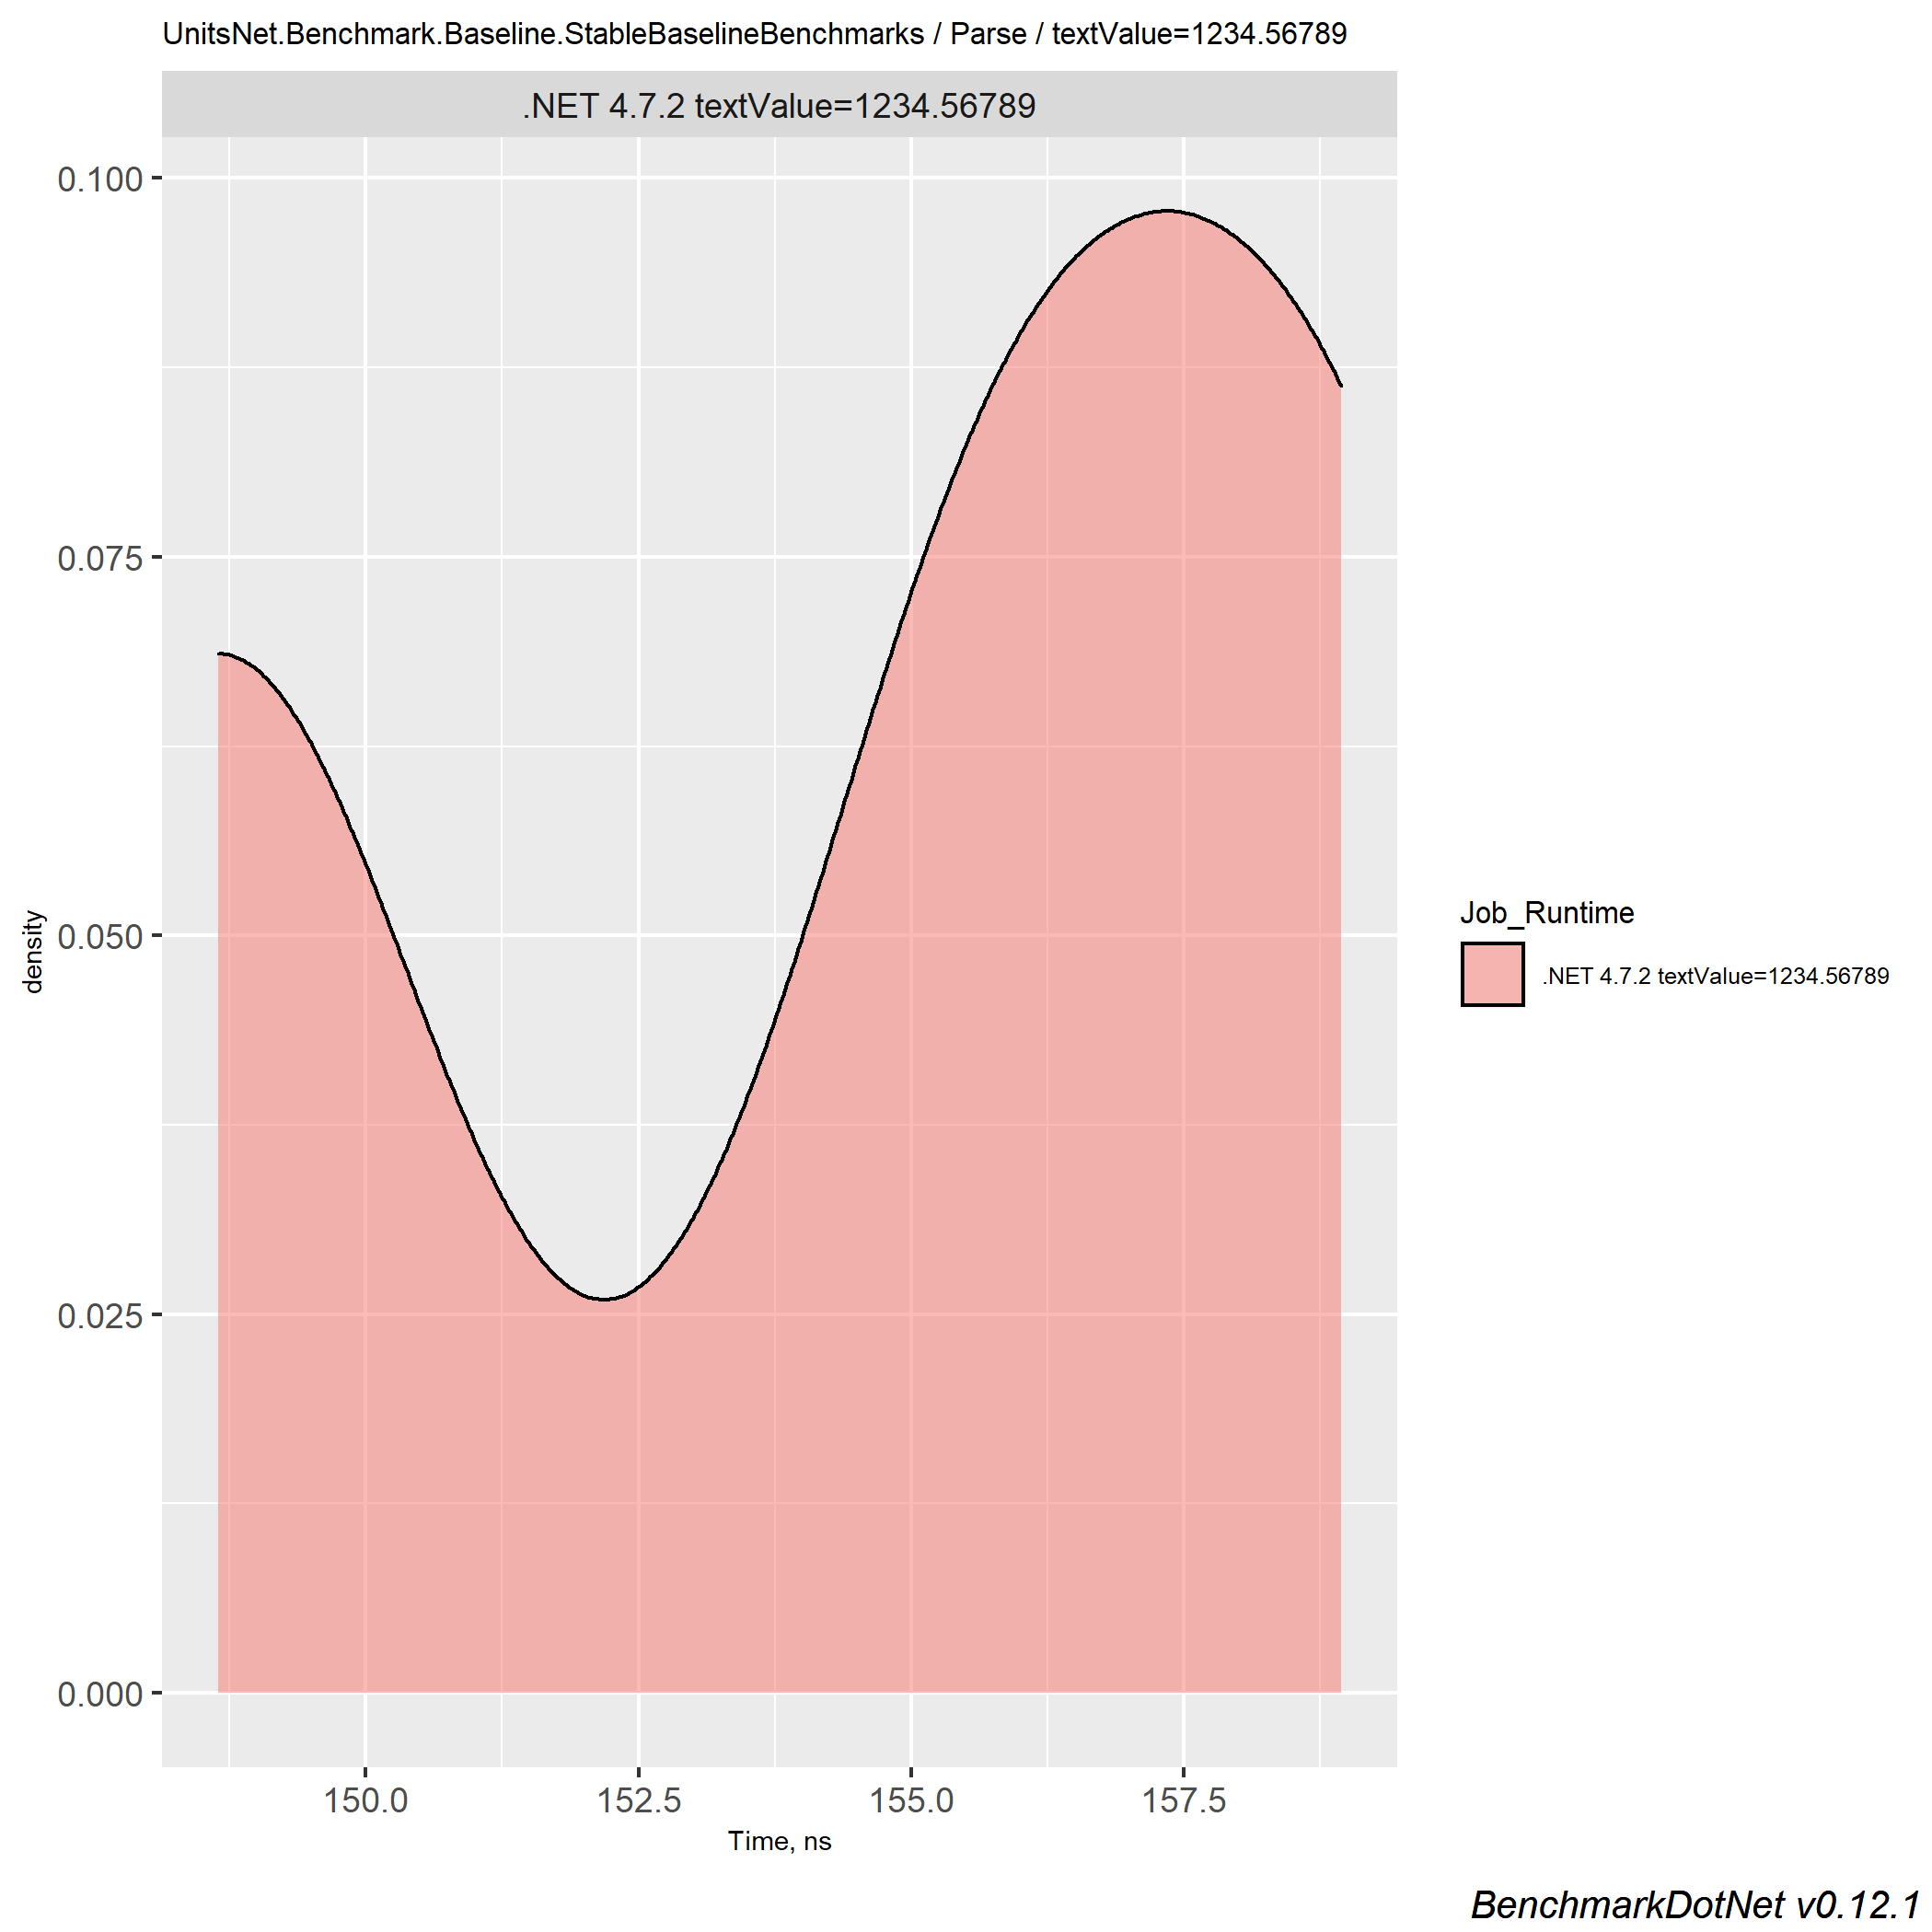 UnitsNet.Benchmark.Baseline.StableBaselineBenchmarks / Parse / textValue=1234.56789
.NET 4.7.2 textValue=1234.56789
0.100
0.075
0.050
0.025
0.000
density
150.0 152.5 155.0 157.5
Time, ns
Job_Runtime
.NET 4.7.2 textValue=1234.56789
BenchmarkDotNet v0.12.1